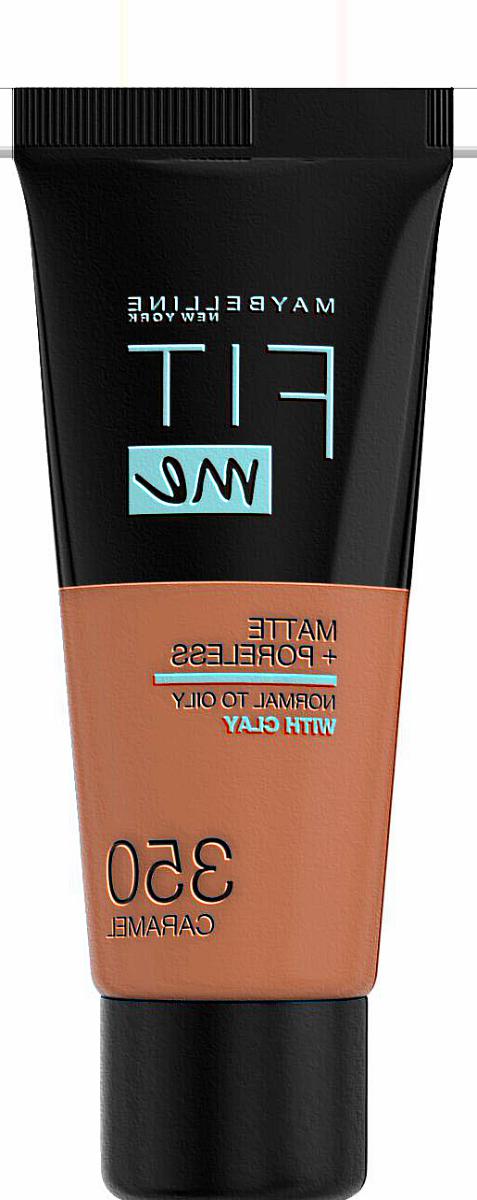 MAYBELLINE
NEW YORK
FIT
me
MATTE
+ PORELESS
NORMAL TO OILY
WITH CLAY
350
CARAMEL